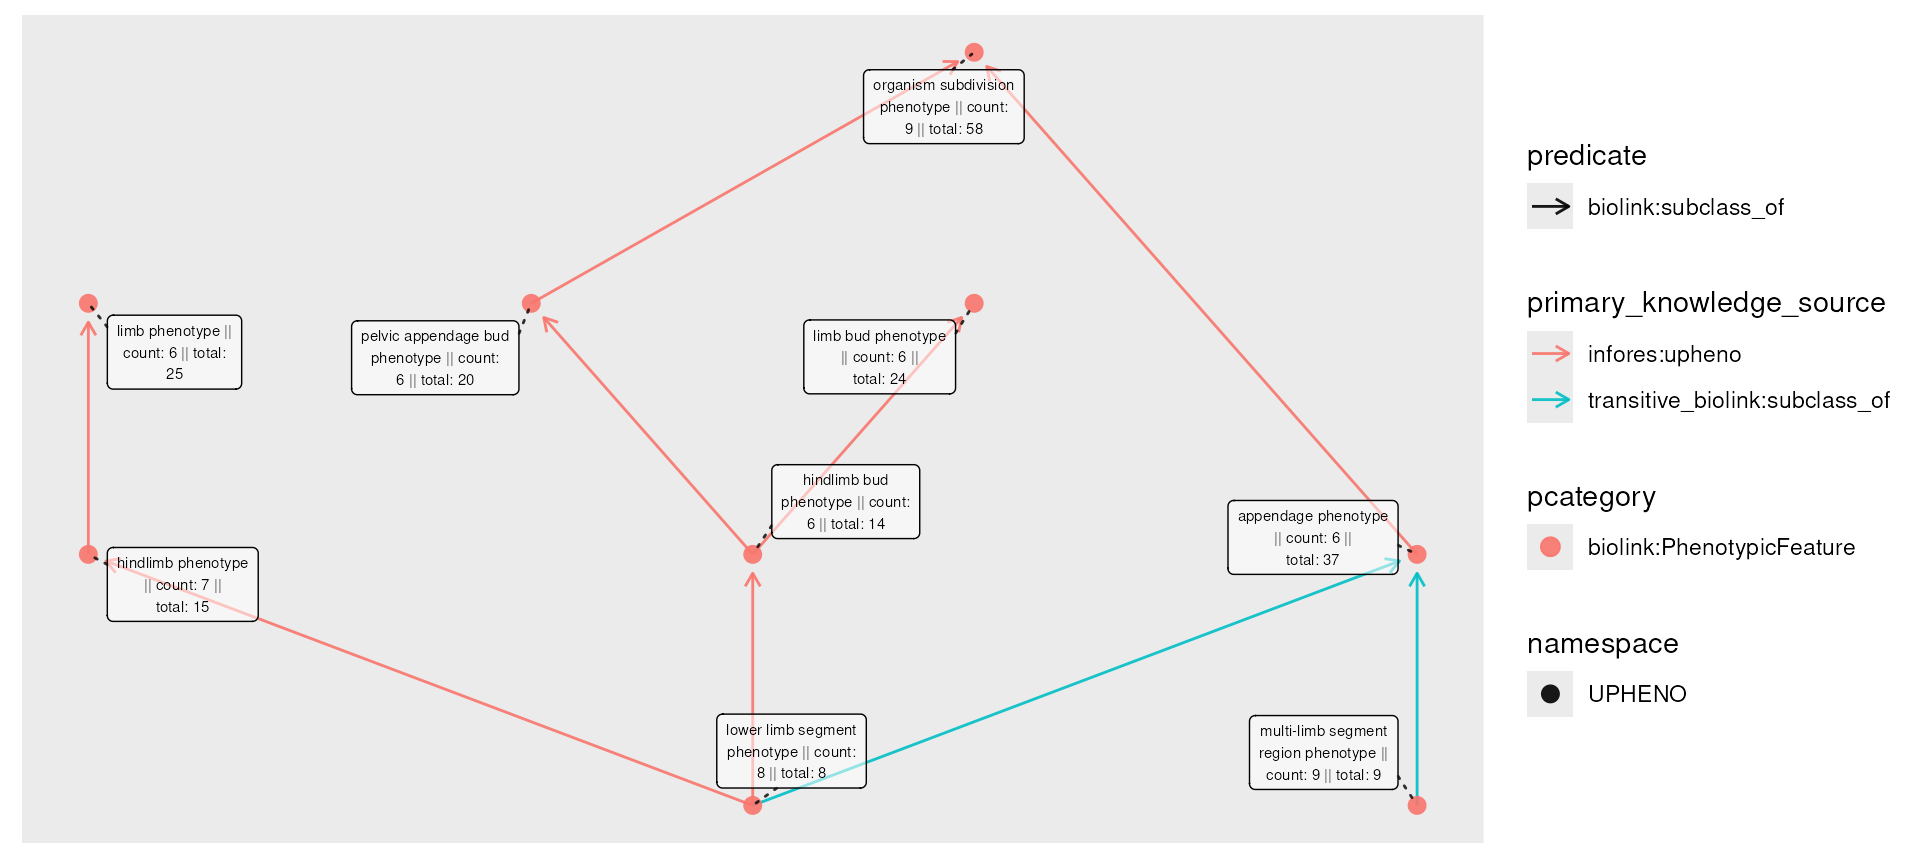 organism subdivision
phenotype || count:
9 || total: 58
limb phenotype ||
count: 6 || total:
25
pelvic appendage bud
phenotype || count:
6 || total: 20
limb bud phenotype
|| count: 6 ||
total: 24
hindlimb bud
phenotype || count:
6 || total: 14
appendage phenotype
|| count: 6 ||
total: 37
hindlimb phenotype
|| count: 7 ||
total: 15
lower limb segment
phenotype || count:
8 || total: 8
multi-limb segment
region phenotype ||
count: 9 || total: 9
predicate
biolink:subclass_of
primary_knowledge_source
infores:upheno
transitive_biolink:subclass_of
pcategory
biolink:PhenotypicFeature
namespace
UPHENO